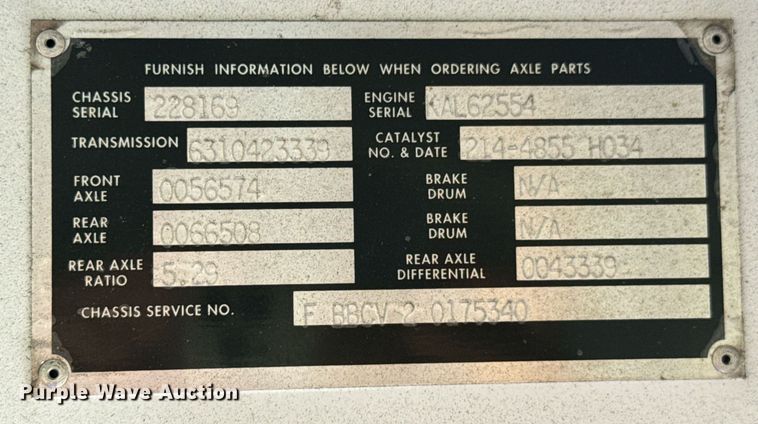 FURNISH INFORMATION BELOW WHEN ORDERING AXLE PARTS
CHASSIS SERIAL 228169 ENGINE SERIAL KAL62554
TRANSMISSION 6310423339 CATALYST NO. & DATE 214-4855 H034
FRONT AXLE 0056574 BRAKE DRUM N/A
REAR AXLE 0066508 BRAKE DRUM N/A
REAR AXLE RATIO 5.29 REAR AXLE DIFFERENTIAL 0043339
CHASSIS SERVICE NO. F BBCV 2 0175340
Purple Wave Auction